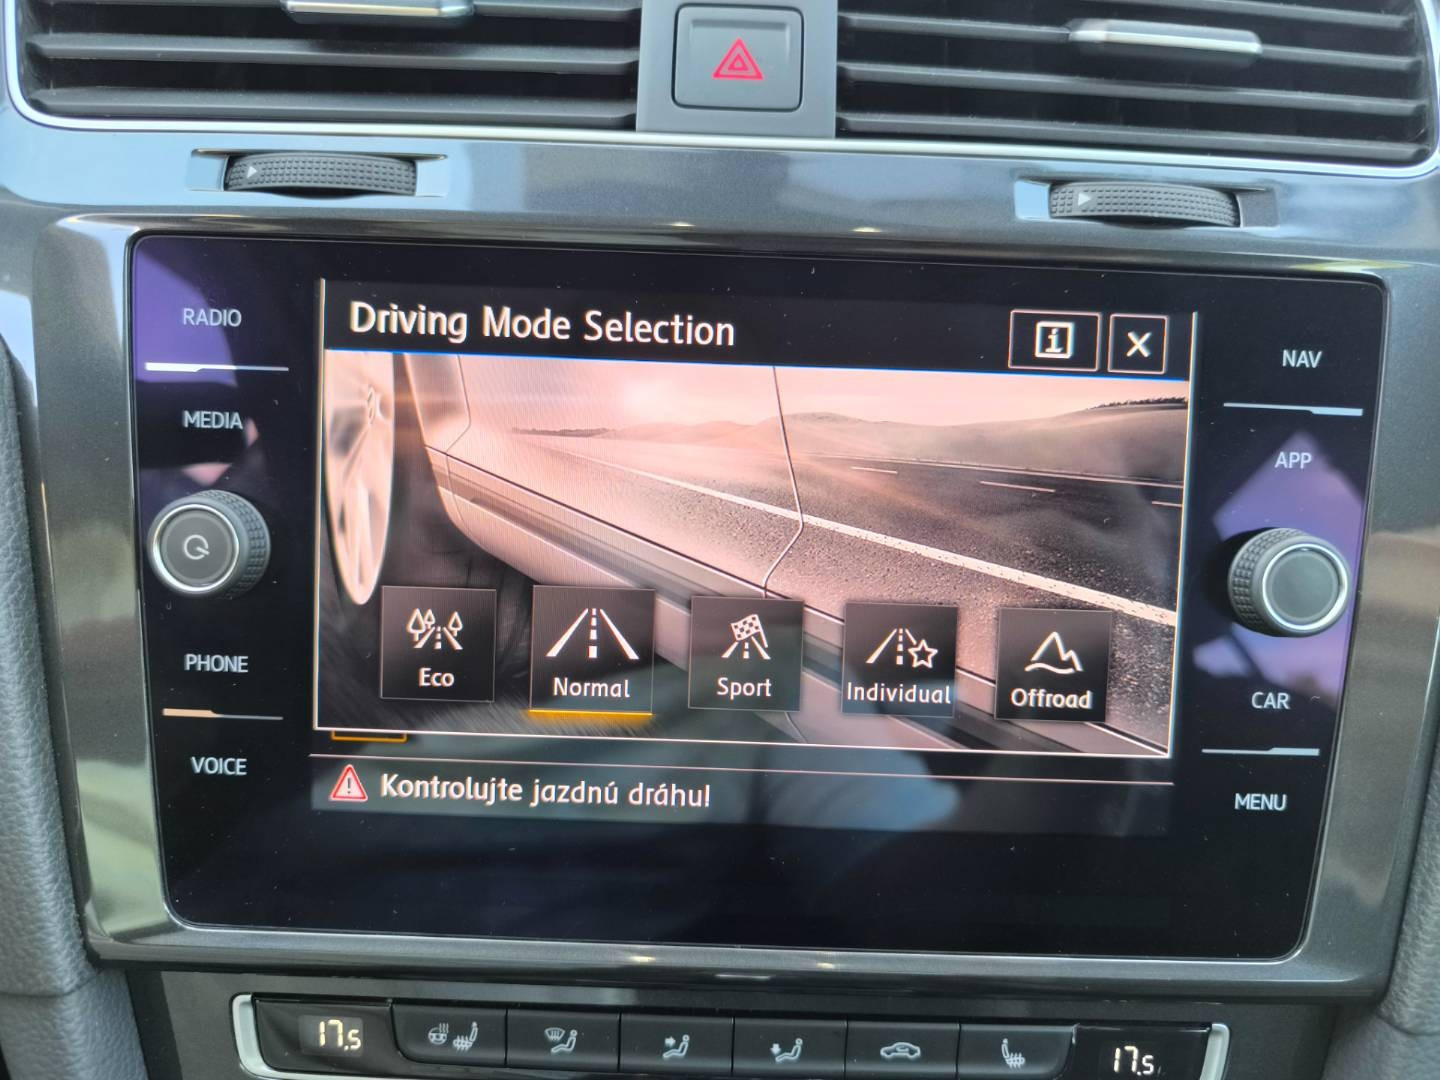 Driving Mode Selection
RADIO
MEDIA
PHONE
VOICE
NAV
APP
CAR
MENU
Eco
Normal
Sport
Individual
Offroad
Kontrolujte jazdnú dráhu!
17.5
17.5